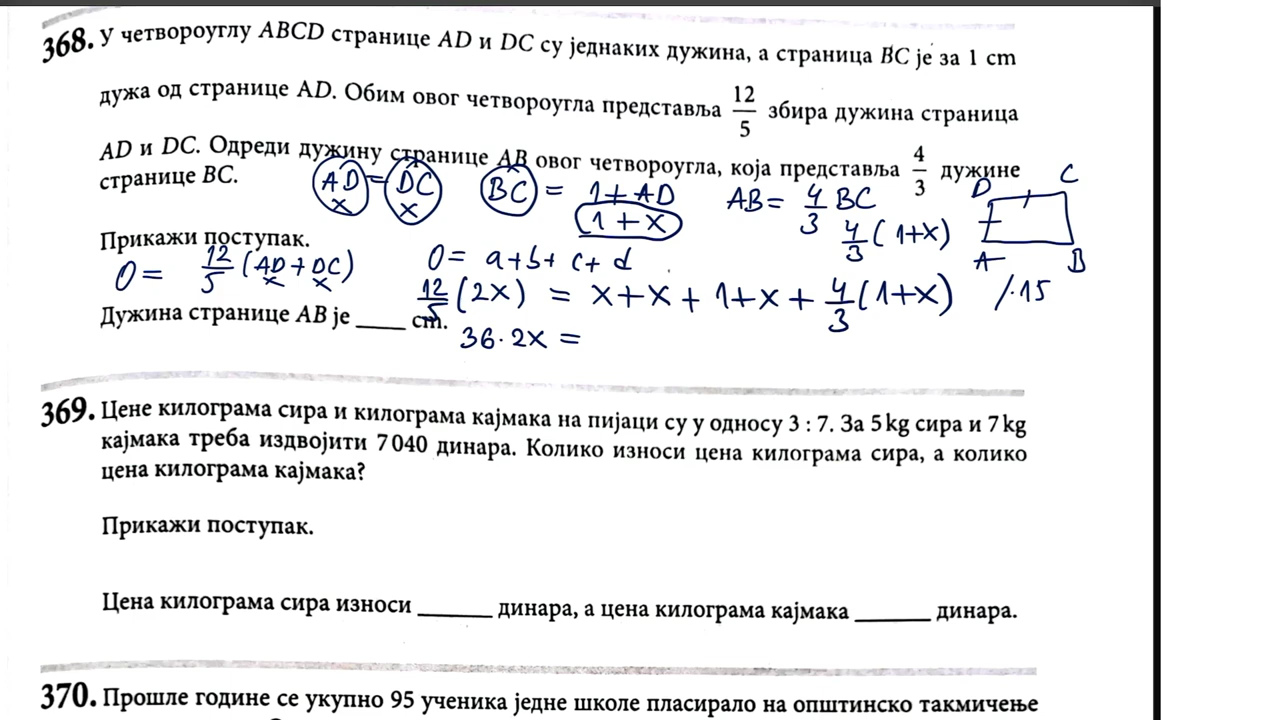 368. У четвороуглу ABCD странице AD и DC су једнаких дужина, а страница BC је за 1 cm
дужа од странице AD. Обим овог четвороугла представља 12/5 збира дужина страница
AD и DC. Одреди дужину странице AB овог четвороугла, која представља 4/3 дужине
странице BC.
AD = DC
x x
BC = 1 + AD
1 + x
AB = 4/3 BC
4/3 (1+x)
D C
A B
Прикажи поступак.
O = 12/5 (AD + DC)
x x
O = a + b + c + d
12/5 (2x) = x + x + 1 + x + 4/3 (1+x) /·15
Дужина странице AB је ____ cm.
36 · 2x =
369. Цене килограма сира и килограма кајмака на пијаци су у односу 3 : 7. За 5 kg сира и 7 kg
кајмака треба издвојити 7 040 динара. Колико износи цена килограма сира, а колико
цена килограма кајмака?
Прикажи поступак.
Цена килограма сира износи ______ динара, а цена килограма кајмака ______ динара.
370. Прошле године се укупно 95 ученика једне школе пласирало на општинско такмичење